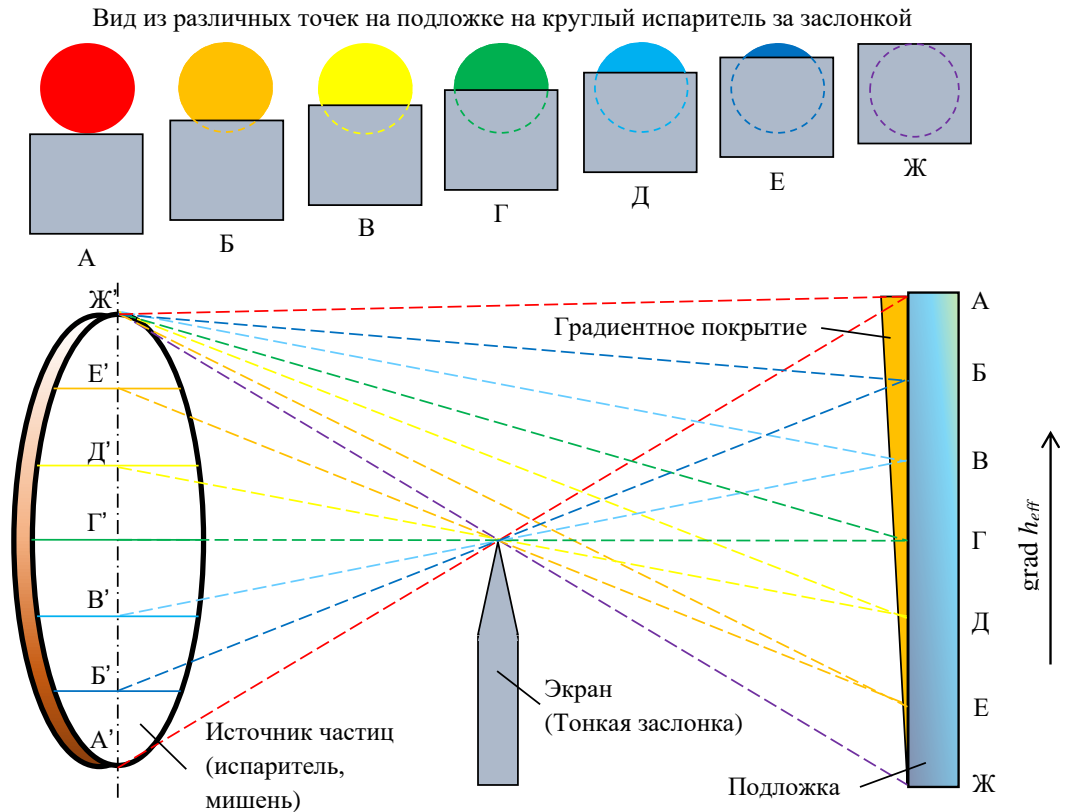 Вид из различных точек на подложке на круглый испаритель за заслонкой
А
Б
В
Г
Д
Е
Ж
Ж’
Е’
Д’
Г’
В’
Б’
А’
Градиентное покрытие
Источник частиц
(испаритель,
мишень)
Экран
(Тонкая заслонка)
Подложка
А
Б
В
Г
Д
Е
Ж
grad heff